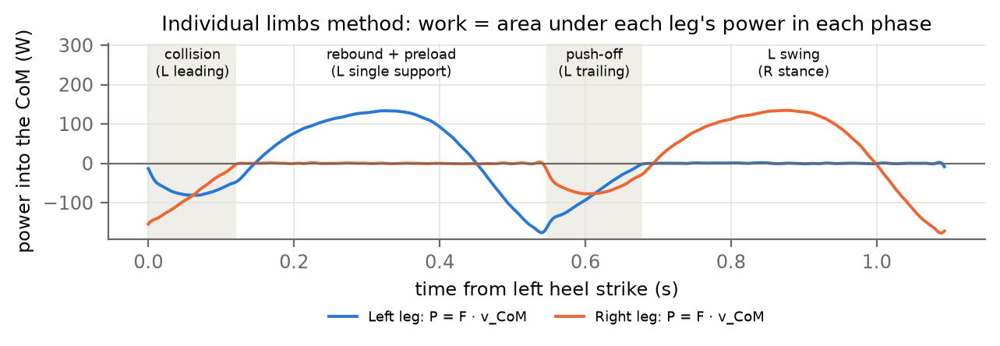 Individual limbs method: work = area under each leg's power in each phase
power into the CoM (W)
300
200
100
0
−100
collision
(L leading)
rebound + preload
(L single support)
push-off
(L trailing)
L swing
(R stance)
0.0
0.2
0.4
0.6
0.8
1.0
time from left heel strike (s)
Left leg: P = F · v_CoM
Right leg: P = F · v_CoM